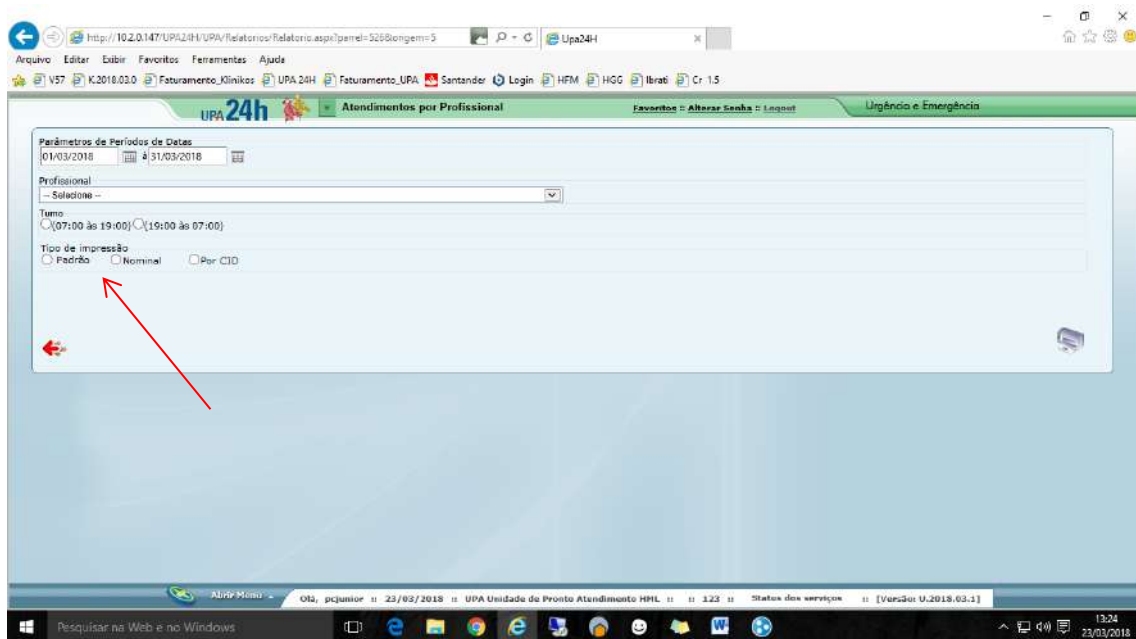 http://10.2.0.147/UPA24H/UPA/Relatorios/Relatorio.aspx?parrel=526&longem=5
Upa24H
Arquivo Editar Exibir Favoritos Ferramentas Ajuda
V57 K.2018.03.0 Faturamento_Klinikos UPA 24H Faturamento_UPA Santander Login HFM HGG Ibrati Cr 1.5
UPA 24h Atendimentos por Profissional Favoritos :: Alterar Senha :: Logout Urgência e Emergência
Parâmetros de Períodos de Datas
01/03/2018 à 31/03/2018
Profissional
-- Selecione --
Turno
(07:00 às 19:00) (19:00 às 07:00)
Tipo de impressão
Padrão Nominal Por CID
Abrir Menu
Olá, pcjunior :: 23/03/2018 :: UPA Unidade de Pronto Atendimento HML :: :: 123 :: Status dos serviços :: [Versão: U.2018.03.1]
Pesquisar na Web e no Windows
13:24
23/03/2018